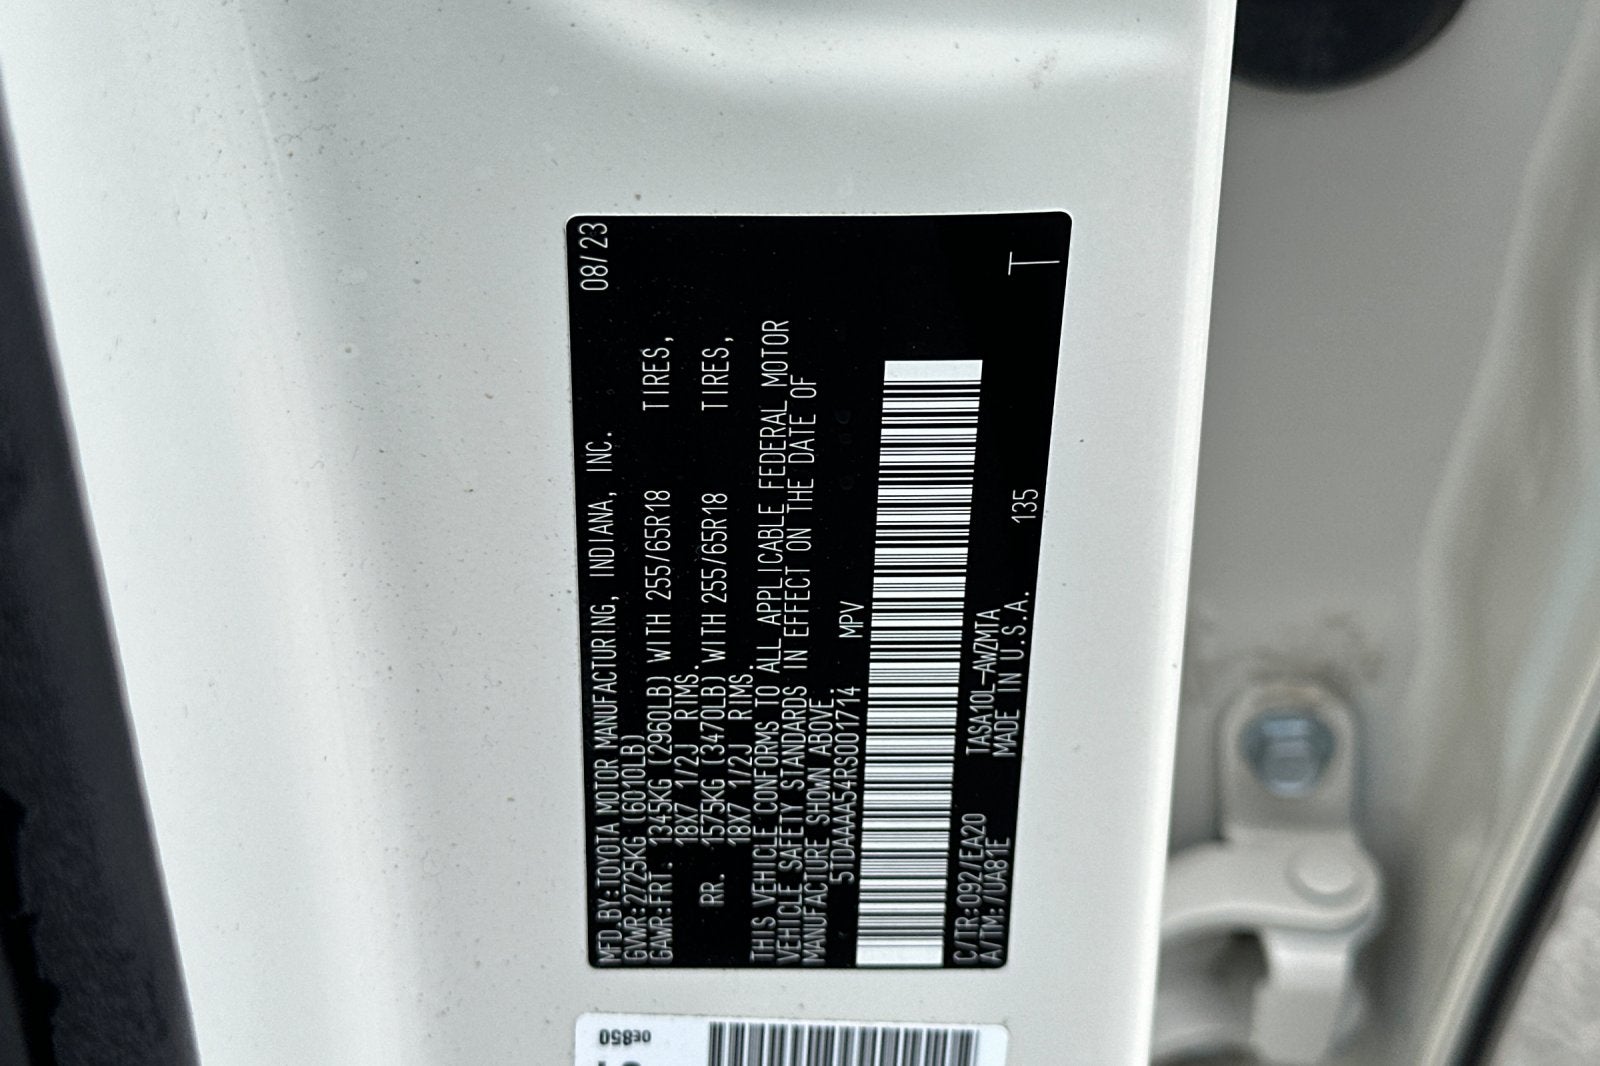 MFD.BY:TOYOTA MOTOR MANUFACTURING, INDIANA, INC. 08/23
GVWR:2725KG (6010LB)
GAWR:FRT. 1345KG (2960LB) WITH 255/65R18 TIRES,
18X7 1/2J RIMS.
RR. 1575KG (3470LB) WITH 255/65R18 TIRES,
18X7 1/2J RIMS.
THIS VEHICLE CONFORMS TO ALL APPLICABLE FEDERAL MOTOR
VEHICLE SAFETY STANDARDS IN EFFECT ON THE DATE OF
MANUFACTURE SHOWN ABOVE.
5TDAAAA54RS001714 MPV
C/TR:092/EA20 TASA10L-AWZMTA
A/TM:/UA81E MADE IN U.S.A. 135 T
0E850